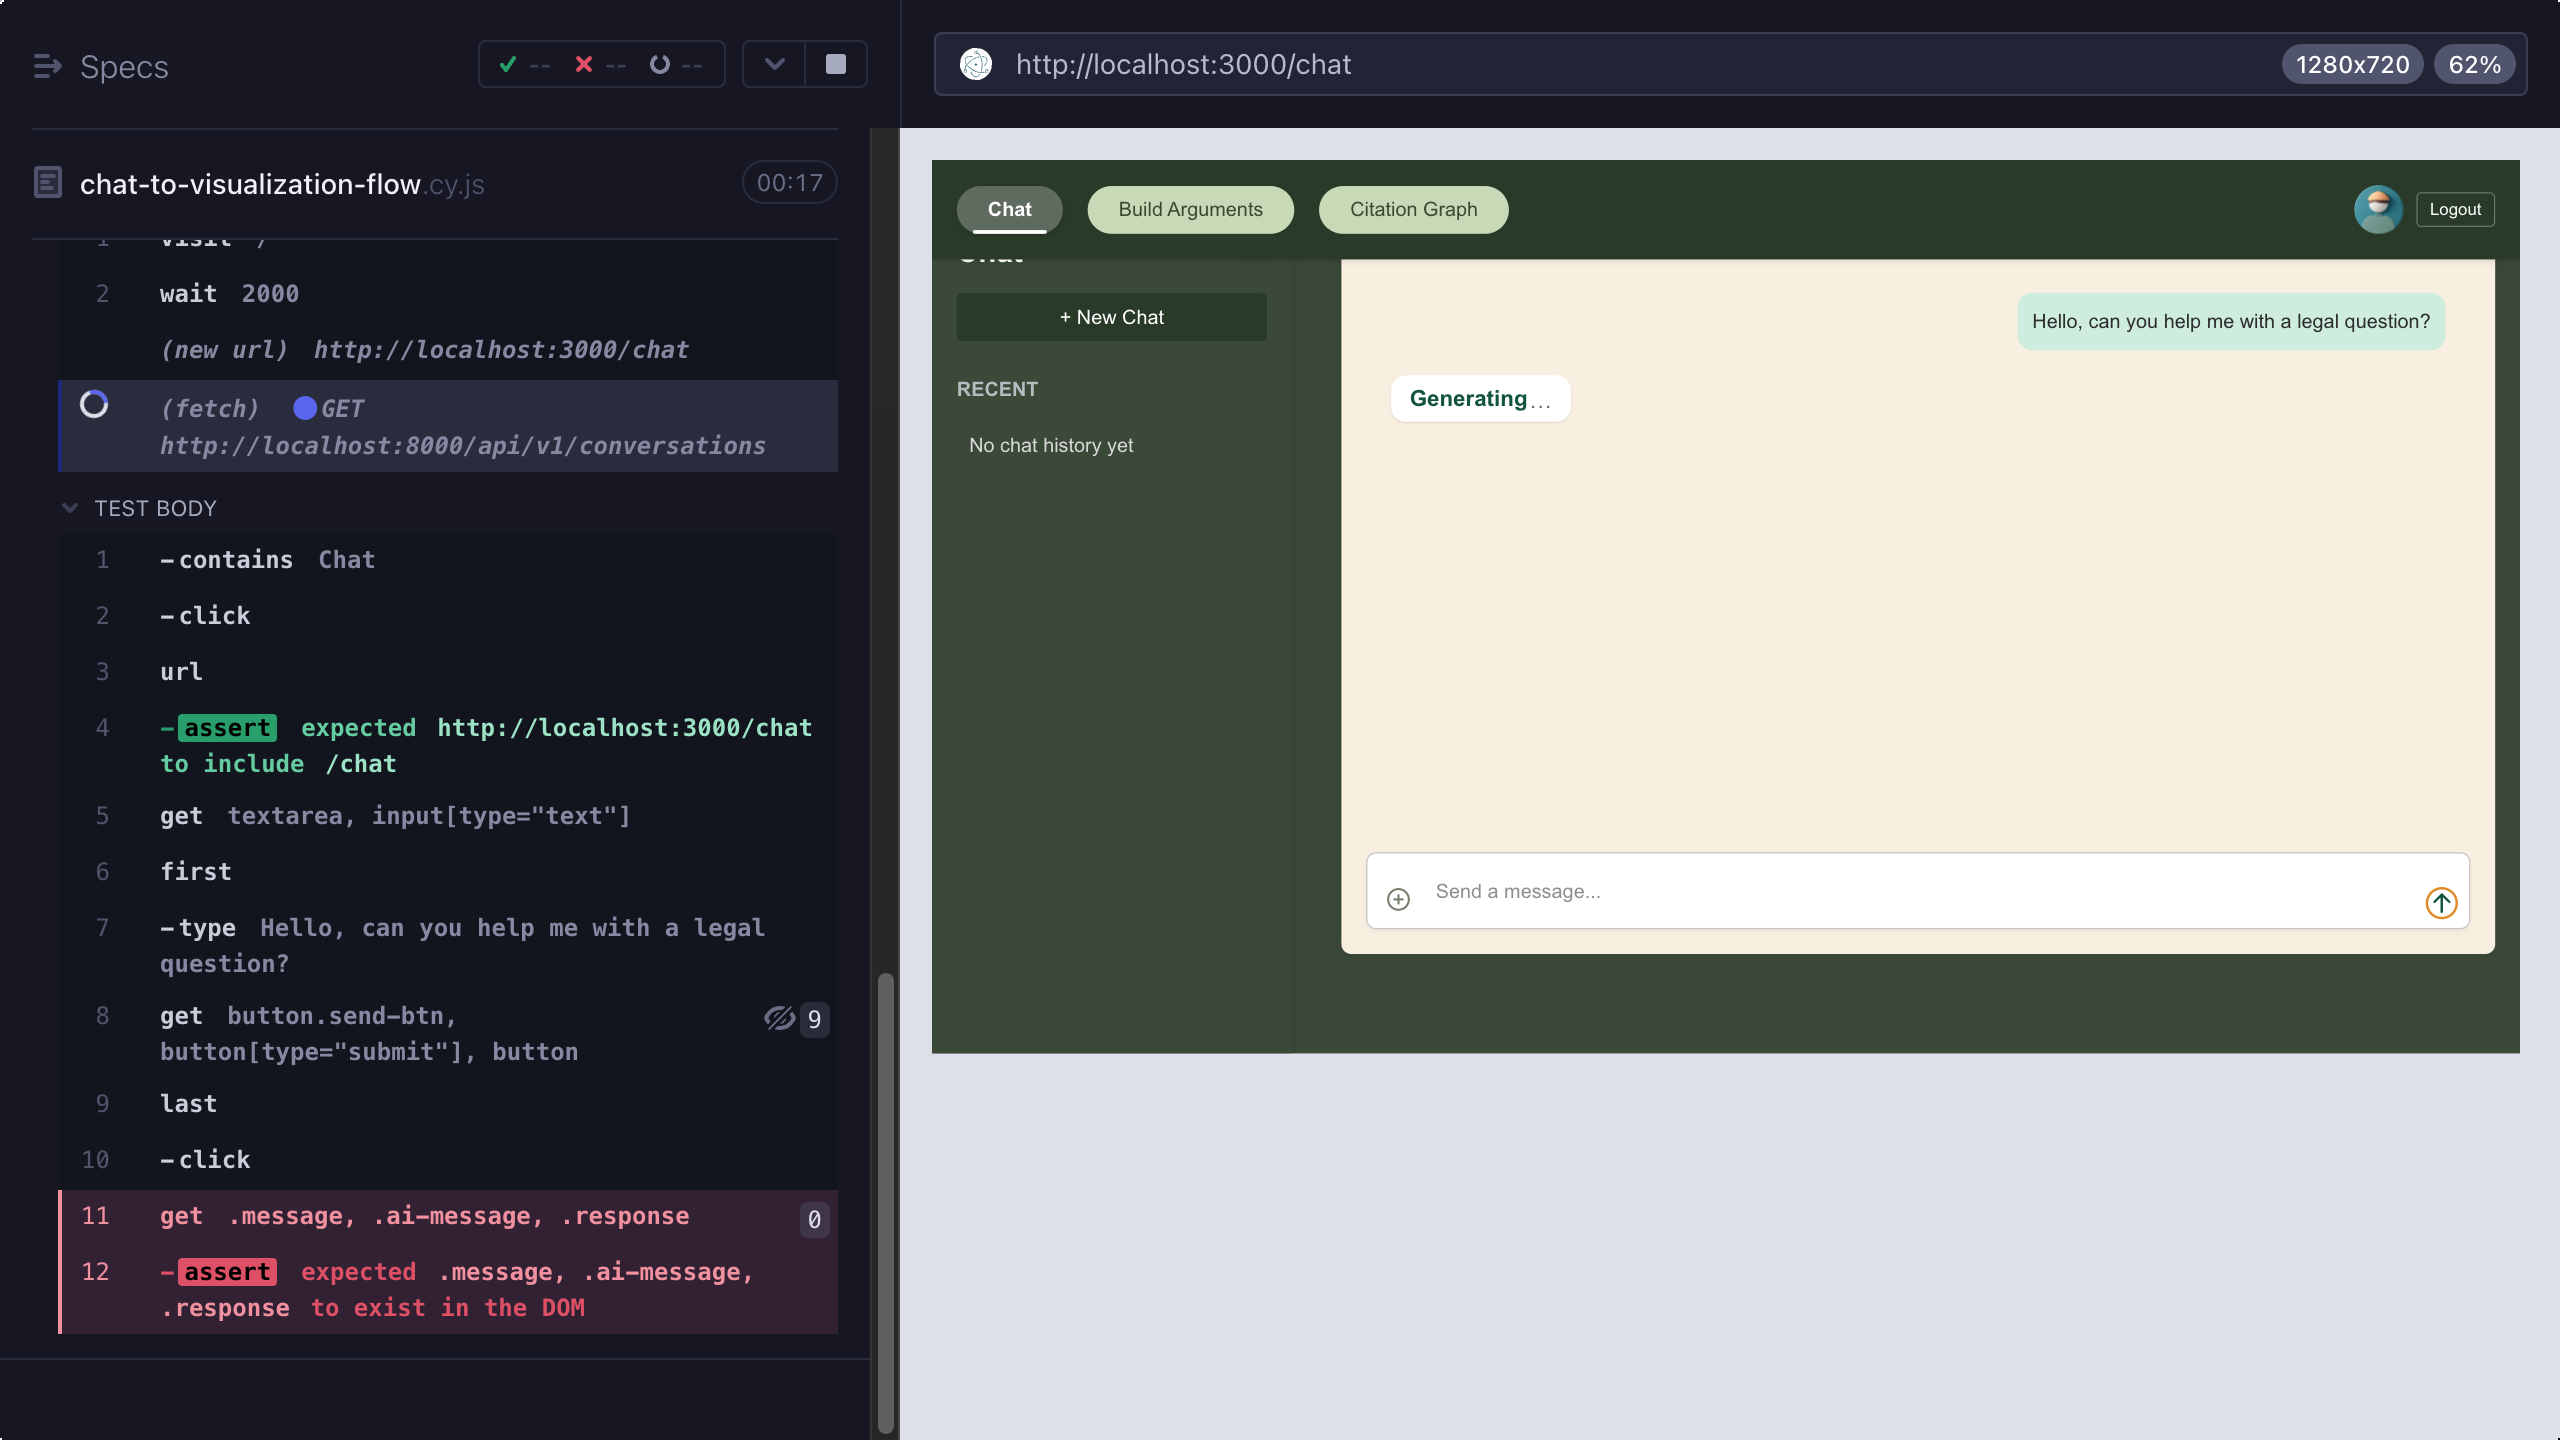 Specs
-- -- --
chat-to-visualization-flow.cy.js
00:17
1 visit /
2 wait 2000
(new url) http://localhost:3000/chat
(fetch) GET
http://localhost:8000/api/v1/conversations
TEST BODY
1 -contains Chat
2 -click
3 url
4 -assert expected http://localhost:3000/chat
to include /chat
5 get textarea, input[type="text"]
6 first
7 -type Hello, can you help me with a legal
question?
8 get button.send-btn,
9
button[type="submit"], button
9 last
10 -click
11 get .message, .ai-message, .response
0
12 -assert expected .message, .ai-message,
.response to exist in the DOM
http://localhost:3000/chat
1280x720
62%
Chat
Build Arguments
Citation Graph
Logout
Chat
+ New Chat
RECENT
No chat history yet
Hello, can you help me with a legal question?
Generating...
Send a message...